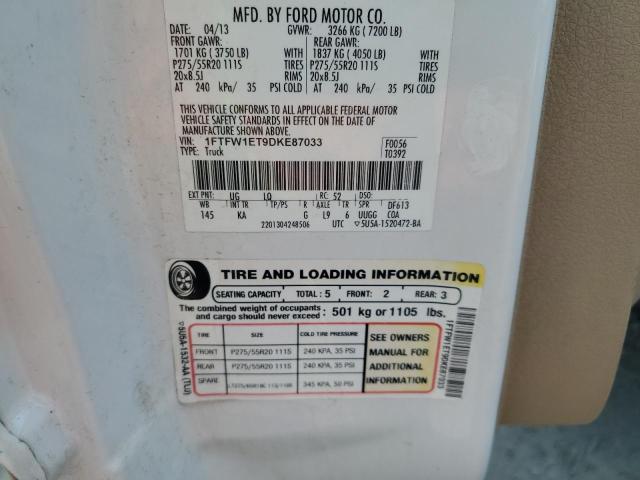 MFD. BY FORD MOTOR CO.
DATE: 04/13 GVWR: 3266 KG ( 7200 LB)
FRONT GAWR: REAR GAWR:
1701 KG ( 3750 LB) WITH 1837 KG ( 4050 LB) WITH
P275/55R20 111S TIRES P275/55R20 111S TIRES
20x8.5J RIMS 20x8.5J RIMS
AT 240 kPa/ 35 PSI COLD AT 240 kPa/ 35 PSI COLD
THIS VEHICLE CONFORMS TO ALL APPLICABLE FEDERAL MOTOR
VEHICLE SAFETY STANDARDS IN EFFECT ON THE DATE OF
MANUFACTURE SHOWN ABOVE.
VIN: 1FTFW1ET9DKE87033 F0056
TYPE: Truck T0392
EXT PNT: UG LQ RC: 52 DSO:
WB INT TR TP/PS R AXLE TR SPR DF613
145 KA G L9 6 UUGG COA
2201304248506 UTC ▽5U5A-1520472-BA
TIRE AND LOADING INFORMATION
SEATING CAPACITY TOTAL: 5 FRONT: 2 REAR: 3
The combined weight of occupants
and cargo should never exceed : 501 kg or 1105 lbs.
TIRE SIZE COLD TIRE PRESSURE
FRONT P275/55R20 111S 240 KPA, 35 PSI
REAR P275/55R20 111S 240 KPA, 35 PSI
SPARE 345 KPA, 50 PSI
SEE OWNERS
MANUAL FOR
ADDITIONAL
INFORMATION
▽5U5A-1532-AA (TLU)
1FTFW1ET9DKE87033